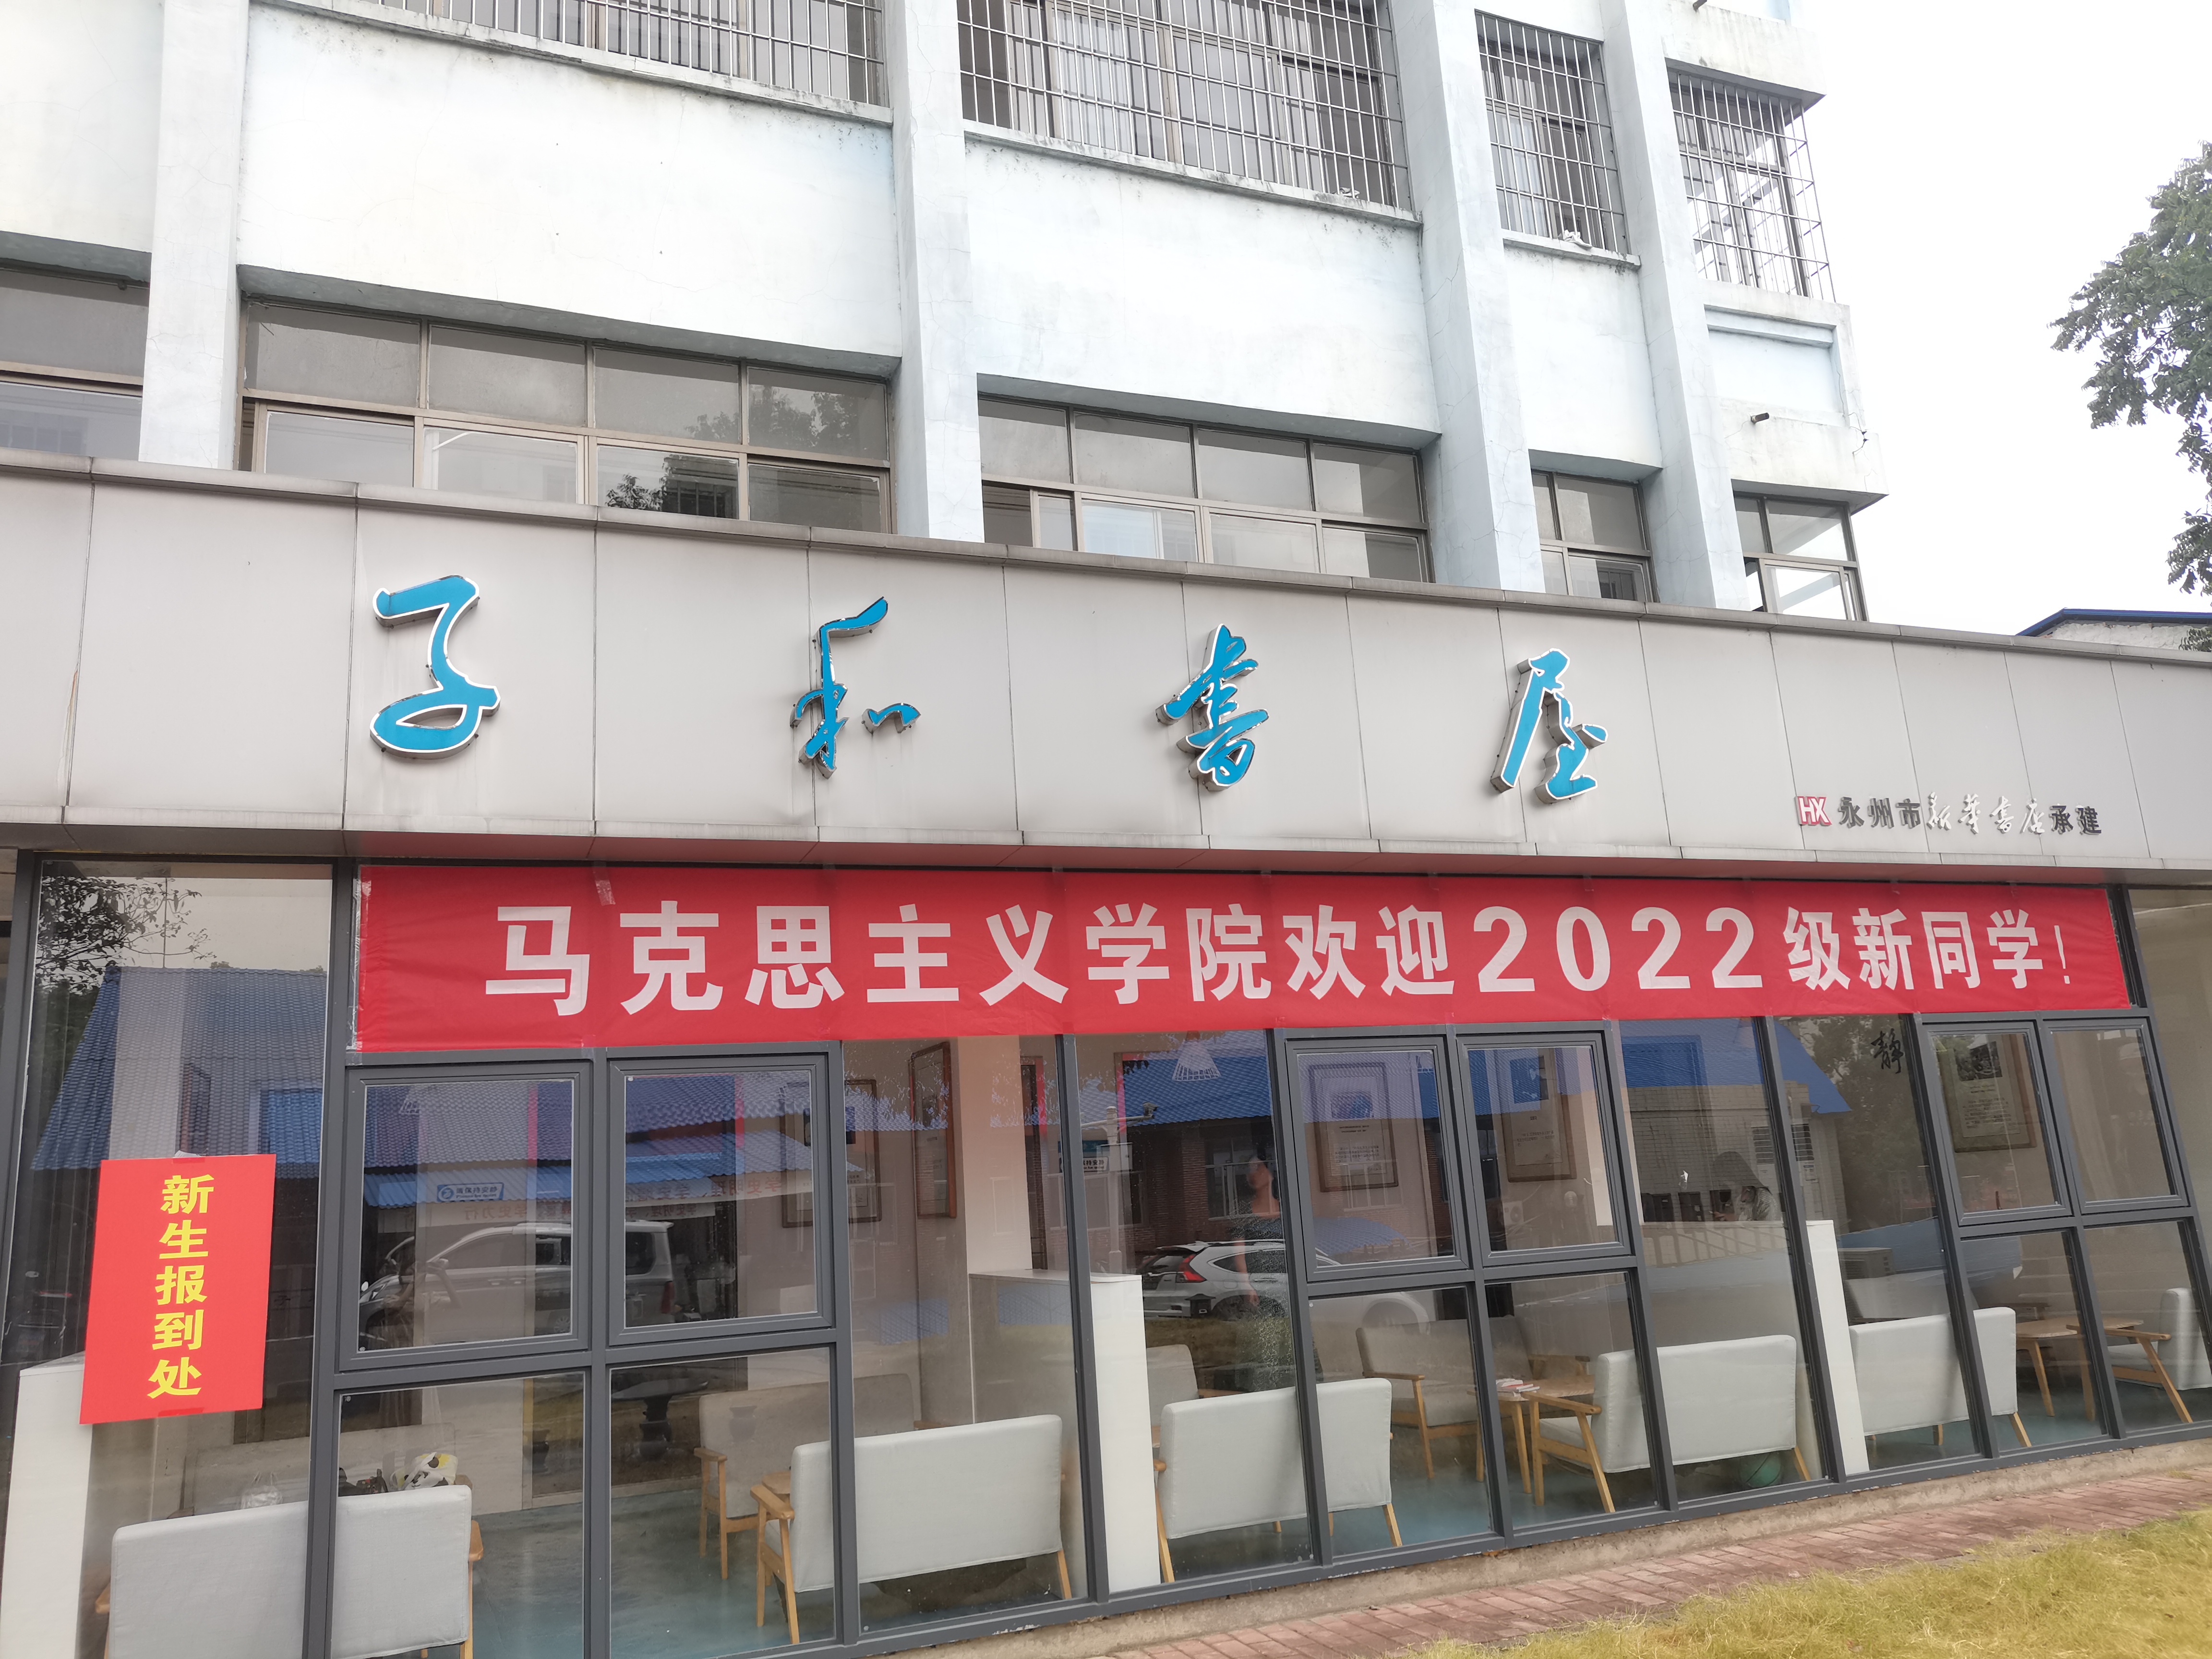 子和书屋
HX 永州市新华书店承建
马克思主义学院欢迎2022级新同学!
静
新生报到处